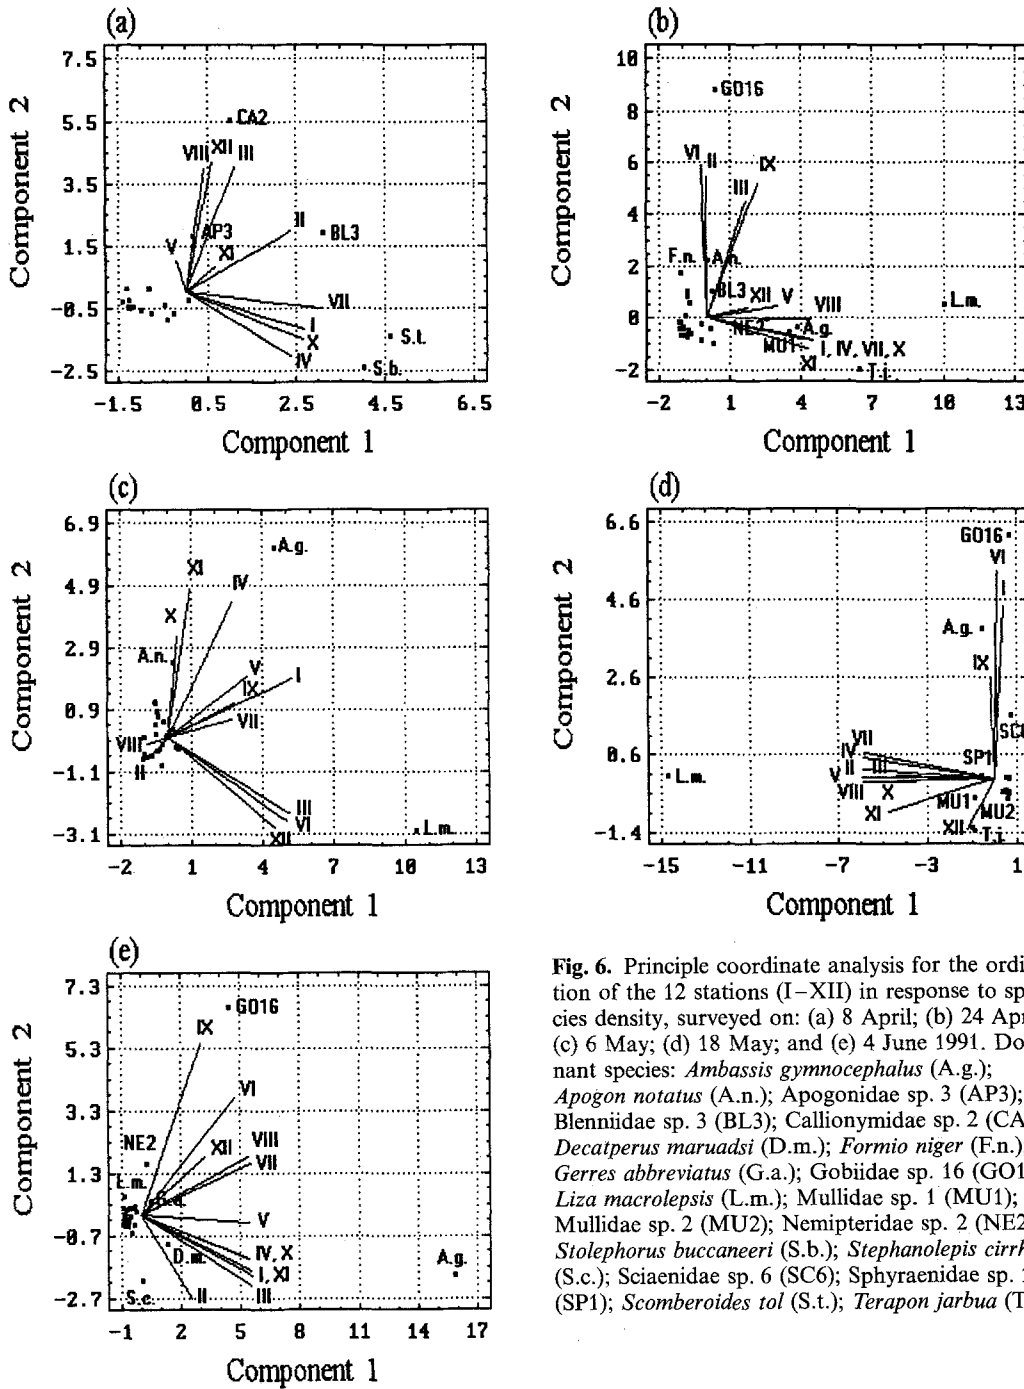 (a)
7.5
5.5
3.5
1.5
-0.5
-2.5
Component 2
CA2
VIII XII III
II
AP3
BL3
V
XI
VII
I
X
S.t.
IV
S.b.
-1.5 0.5 2.5 4.5 6.5
Component 1
(b)
10
8
6
4
2
0
-2
Component 2
GO16
VI II IX
III
F.n. A.n.
BL3 XII V VIII
L.m.
NE2 A.g.
MU1 I, IV, VII, X
XI T.j.
-2 1 4 7 10 13
Component 1
(c)
6.9
4.9
2.9
0.9
-1.1
-3.1
Component 2
A.g.
XI
IV
X
A.n.
V
I
IX
VII
VIII
II
III
VI
L.m.
XII
-2 1 4 7 10 13
Component 1
(d)
6.6
4.6
2.6
0.6
-1.4
Component 2
GO16
VI
I
A.g.
IX
VII
IV
SP1
II III
L.m.
V
VIII X
MU1
XI
MU2
XII T.j.
-15 -11 -7 -3 1
Component 1
(e)
7.3
5.3
3.3
1.3
-0.7
-2.7
Component 2
GO16
IX
VI
NE2
XII VIII
VII
L.m.
V
D.m. IV, X
I, XI
A.g.
S.c. II III
-1 2 5 8 11 14 17
Component 1
Fig. 6. Principle coordinate analysis for the ordi
tion of the 12 stations (I–XII) in response to sp
cies density, surveyed on: (a) 8 April; (b) 24 Apr
(c) 6 May; (d) 18 May; and (e) 4 June 1991. Do
nant species: Ambassis gymnocephalus (A.g.);
Apogon notatus (A.n.); Apogonidae sp. 3 (AP3);
Blenniidae sp. 3 (BL3); Callionymidae sp. 2 (CA
Decatperus maruadsi (D.m.); Formio niger (F.n.)
Gerres abbreviatus (G.a.); Gobiidae sp. 16 (GO1
Liza macrolepsis (L.m.); Mullidae sp. 1 (MU1);
Mullidae sp. 2 (MU2); Nemipteridae sp. 2 (NE2
Stolephorus buccaneeri (S.b.); Stephanolepis cirrh
(S.c.); Sciaenidae sp. 6 (SC6); Sphyraenidae sp.
(SP1); Scomberoides tol (S.t.); Terapon jarbua (T